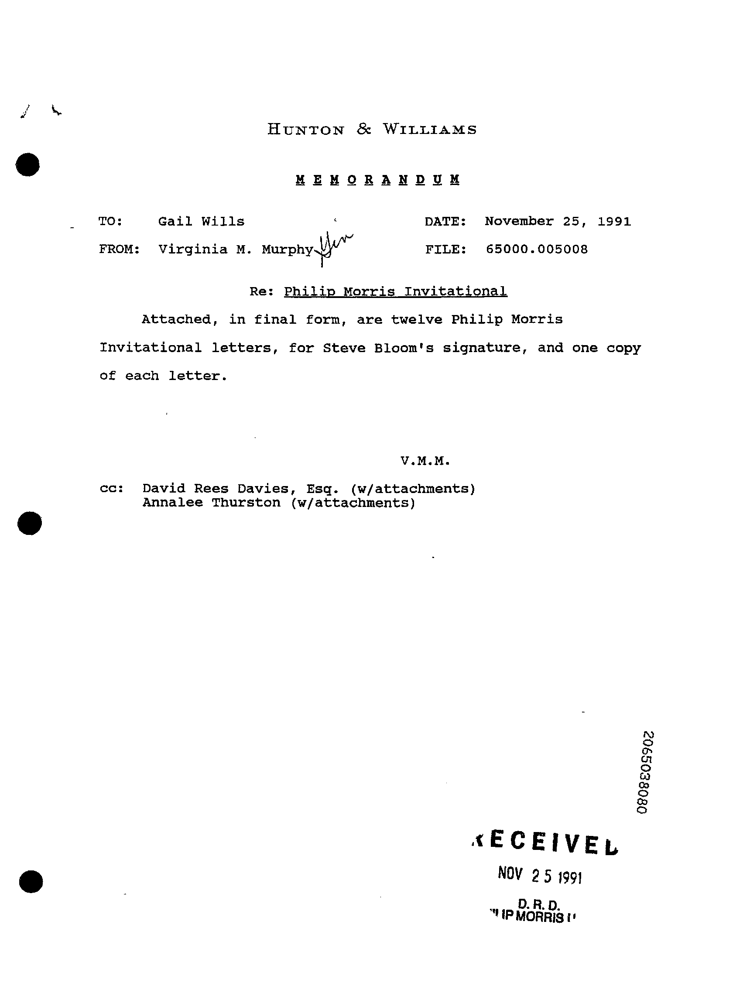 HUNTON & WILLIAMS
MEMORANDUM
TO: Gail Wills DATE: November 25, 1991
FROM: Virginia M. Murphy FILE: 65000.005008
Re: Philip Morris Invitational
Attached, in final form, are twelve Philip Morris
Invitational letters, for Steve Bloom's signature, and one copy
of each letter.
V.M.M.
cc: David Rees Davies, Esq. (w/attachments)
Annalee Thurston (w/attachments)
2065038080
RECEIVED
NOV 25 1991
D. R. D.
IP MORRIS